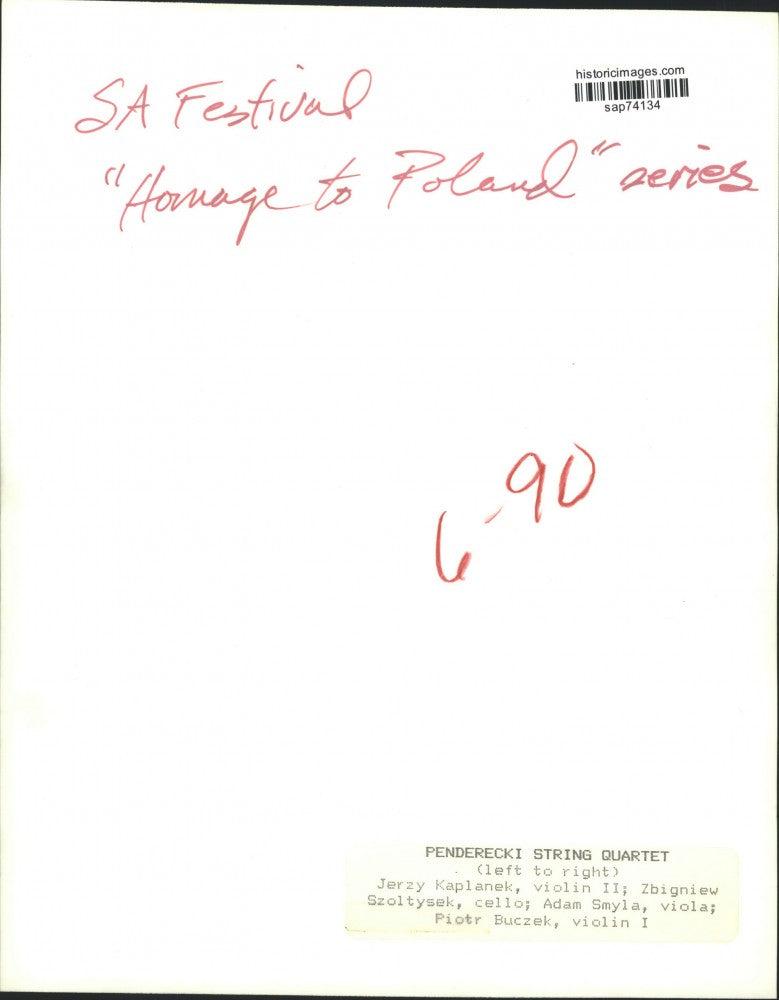 historicimages.com
sap74134
SA Festival
"Homage to Poland" series
6-90
PENDERECKI STRING QUARTET
(left to right)
Jerzy Kaplanek, violin II; Zbigniew
Szoltysek, cello; Adam Smyla, viola;
Piotr Buczek, violin I